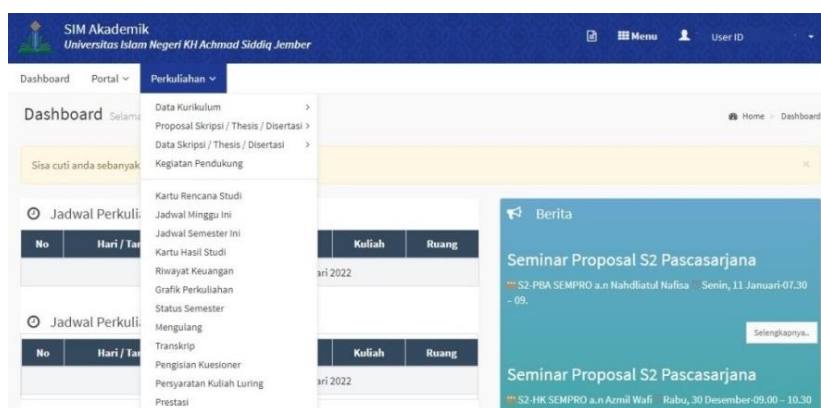 SIM Akademik
Universitas Islam Negeri KH Achmad Siddiq Jember
Menu
User ID
Dashboard
Portal
Perkuliahan
Dashboard
Home
Dashboard
Data Kurikulum
Proposal Skripsi / Thesis / Disertasi
Data Skripsi / Thesis / Disertasi
Kegiatan Pendukung
Sisa cuti anda sebanyak
Kartu Rencana Studi
Jadwal Minggu Ini
Jadwal Semester Ini
Kartu Hasil Studi
Riwayat Keuangan
Grafik Perkuliahan
Status Semester
Mengulang
Transkrip
Pengisian Kuesioner
Persyaratan Kuliah Luring
Prestasi
Jadwal Perkuli
No Hari / Tan Kuliah Ruang
ari 2022
Jadwal Perkuli
No Hari / Tan Kuliah Ruang
ari 2022
Berita
Seminar Proposal S2 Pascasarjana
S2-PBA SEMPRO a.n Nahdliatul Nafisa Senin, 11 Januari-07.30
– 09.
Selengkapnya..
Seminar Proposal S2 Pascasarjana
S2-HK SEMPRO a.n Azmil Wafi Rabu, 30 Desember-09.00 – 10.30